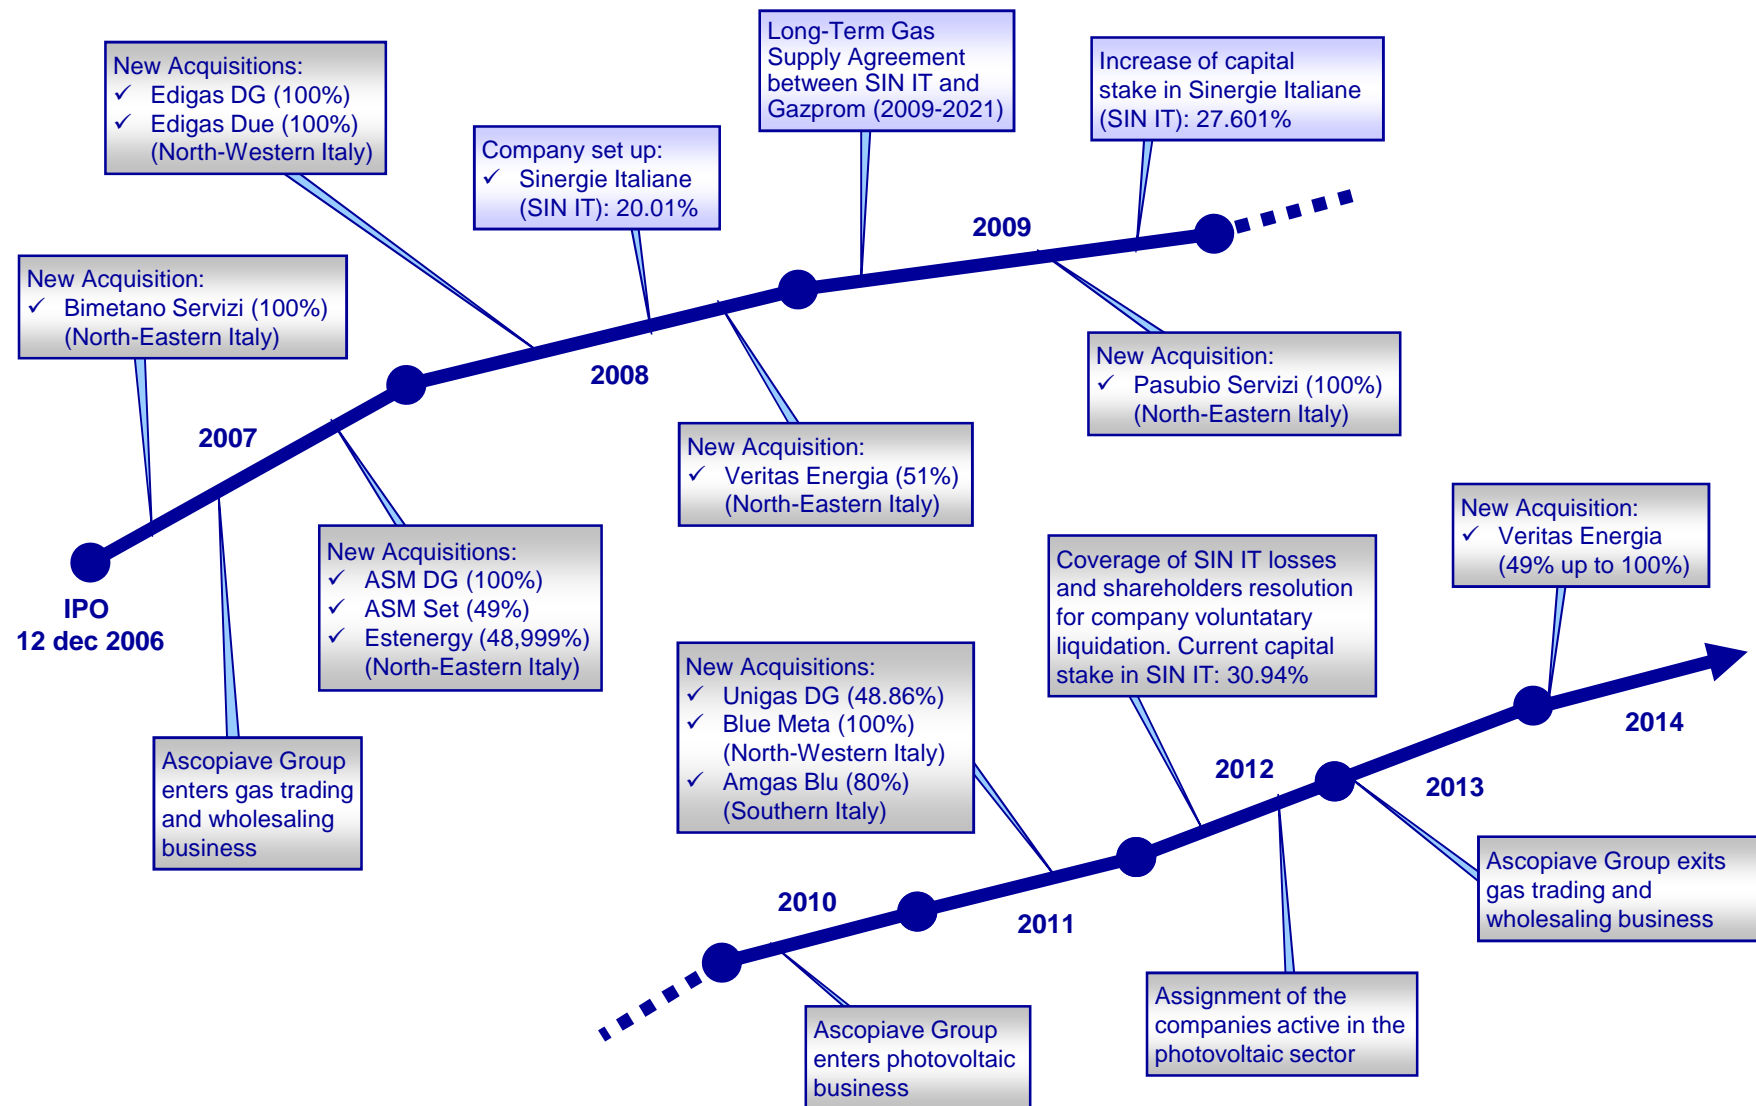 New Acquisitions:
✓ Edigas DG (100%)
✓ Edigas Due (100%)
(North-Western Italy)
Company set up:
✓ Sinergie Italiane
(SIN IT): 20.01%
Long-Term Gas
Supply Agreement
between SIN IT and
Gazprom (2009-2021)
Increase of capital
stake in Sinergie Italiane
(SIN IT): 27.601%
New Acquisition:
✓ Bimetano Servizi (100%)
(North-Eastern Italy)
2009
2008
2007
New Acquisition:
✓ Pasubio Servizi (100%)
(North-Eastern Italy)
New Acquisition:
✓ Veritas Energia (51%)
(North-Eastern Italy)
IPO
12 dec 2006
New Acquisitions:
✓ ASM DG (100%)
✓ ASM Set (49%)
✓ Estenergy (48,999%)
(North-Eastern Italy)
Ascopiave Group
enters gas trading
and wholesaling
business
New Acquisitions:
✓ Unigas DG (48.86%)
✓ Blue Meta (100%)
(North-Western Italy)
✓ Amgas Blu (80%)
(Southern Italy)
Coverage of SIN IT losses
and shareholders resolution
for company voluntatary
liquidation. Current capital
stake in SIN IT: 30.94%
New Acquisition:
✓ Veritas Energia
(49% up to 100%)
2014
2012
2013
2010
2011
Ascopiave Group exits
gas trading and
wholesaling business
Ascopiave Group
enters photovoltaic
business
Assignment of the
companies active in the
photovoltaic sector